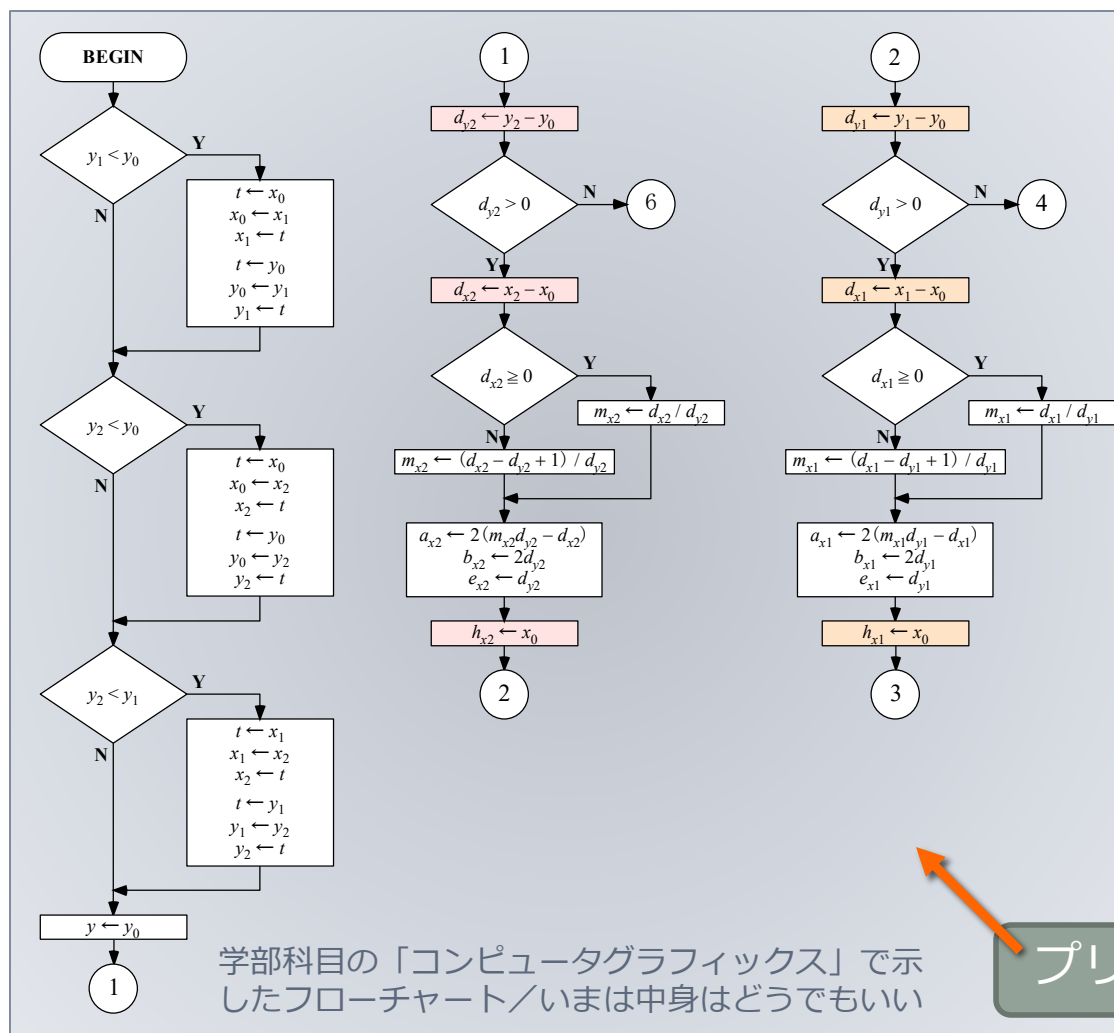 BEGIN
y₁ < y₀
Y
N
t ← x₀
x₀ ← x₁
x₁ ← t
t ← y₀
y₀ ← y₁
y₁ ← t
y₂ < y₀
Y
N
t ← x₀
x₀ ← x₂
x₂ ← t
t ← y₀
y₀ ← y₂
y₂ ← t
y₂ < y₁
Y
N
t ← x₁
x₁ ← x₂
x₂ ← t
t ← y₁
y₁ ← y₂
y₂ ← t
y ← y₀
1
1
d_y2 ← y₂ − y₀
d_y2 > 0
N
6
Y
d_x2 ← x₂ − x₀
d_x2 ≧ 0
Y
m_x2 ← d_x2 / d_y2
N
m_x2 ← (d_x2 − d_y2 + 1) / d_y2
a_x2 ← 2(m_x2d_y2 − d_x2)
b_x2 ← 2d_y2
e_x2 ← d_y2
h_x2 ← x₀
2
2
d_y1 ← y₁ − y₀
d_y1 > 0
N
4
Y
d_x1 ← x₁ − x₀
d_x1 ≧ 0
Y
m_x1 ← d_x1 / d_y1
N
m_x1 ← (d_x1 − d_y1 + 1) / d_y1
a_x1 ← 2(m_x1d_y1 − d_x1)
b_x1 ← 2d_y1
e_x1 ← d_y1
h_x1 ← x₀
3
学部科目の「コンピュータグラフィックス」で示
したフローチャート／いまは中身はどうでもいい
プリ